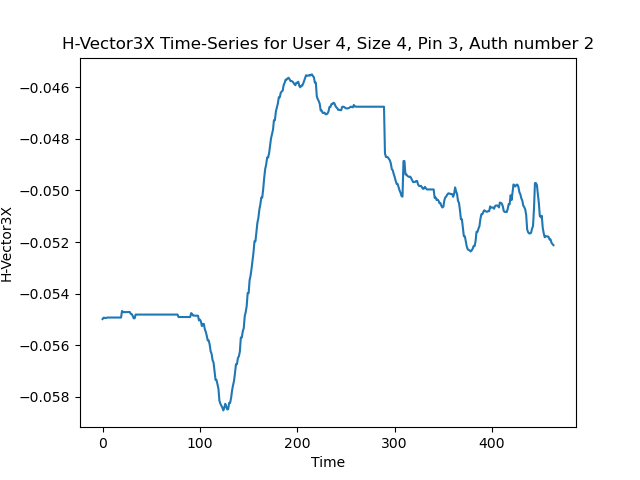 H-Vector3X Time-Series for User 4, Size 4, Pin 3, Auth number 2
−0.046
−0.048
−0.050
−0.052
−0.054
−0.056
−0.058
H-Vector3X
0 100 200 300 400
Time